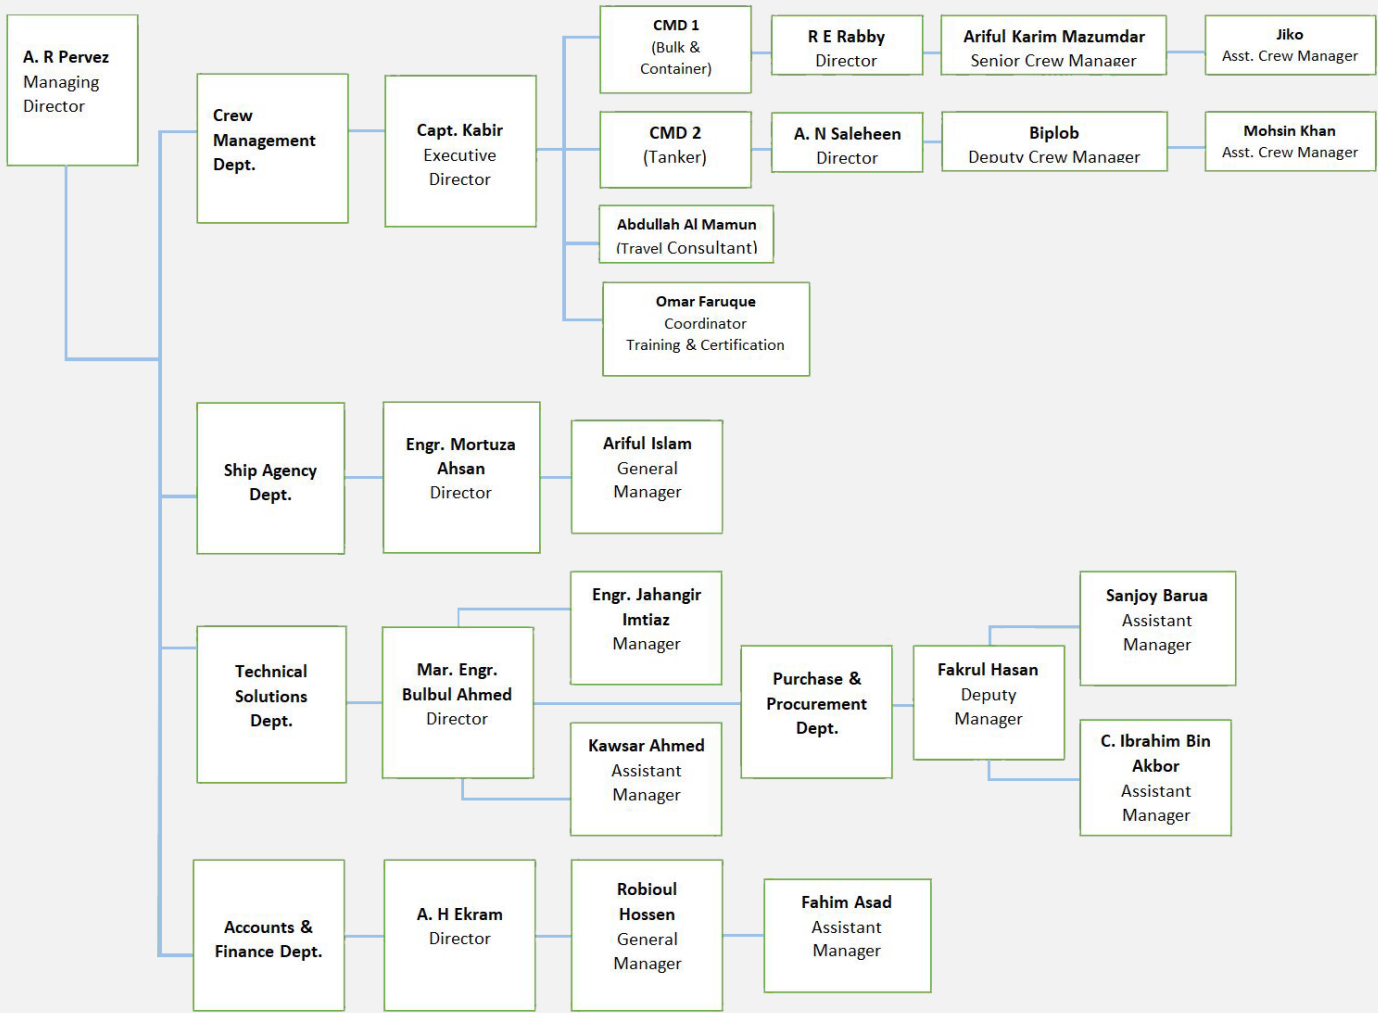 A. R Pervez
Managing
Director
Crew
Management
Dept.
Capt. Kabir
Executive
Director
CMD 1
(Bulk &
Container)
R E Rabby
Director
Ariful Karim Mazumdar
Senior Crew Manager
Jiko
Asst. Crew Manager
CMD 2
(Tanker)
A. N Saleheen
Director
Biplob
Deputy Crew Manager
Mohsin Khan
Asst. Crew Manager
Abdullah Al Mamun
(Travel Consultant)
Omar Faruque
Coordinator
Training & Certification
Ship Agency
Dept.
Engr. Mortuza
Ahsan
Director
Ariful Islam
General
Manager
Technical
Solutions
Dept.
Mar. Engr.
Bulbul Ahmed
Director
Engr. Jahangir
Imtiaz
Manager
Kawsar Ahmed
Assistant
Manager
Purchase &
Procurement
Dept.
Fakrul Hasan
Deputy
Manager
Sanjoy Barua
Assistant
Manager
C. Ibrahim Bin
Akbor
Assistant
Manager
Accounts &
Finance Dept.
A. H Ekram
Director
Robioul
Hossen
General
Manager
Fahim Asad
Assistant
Manager